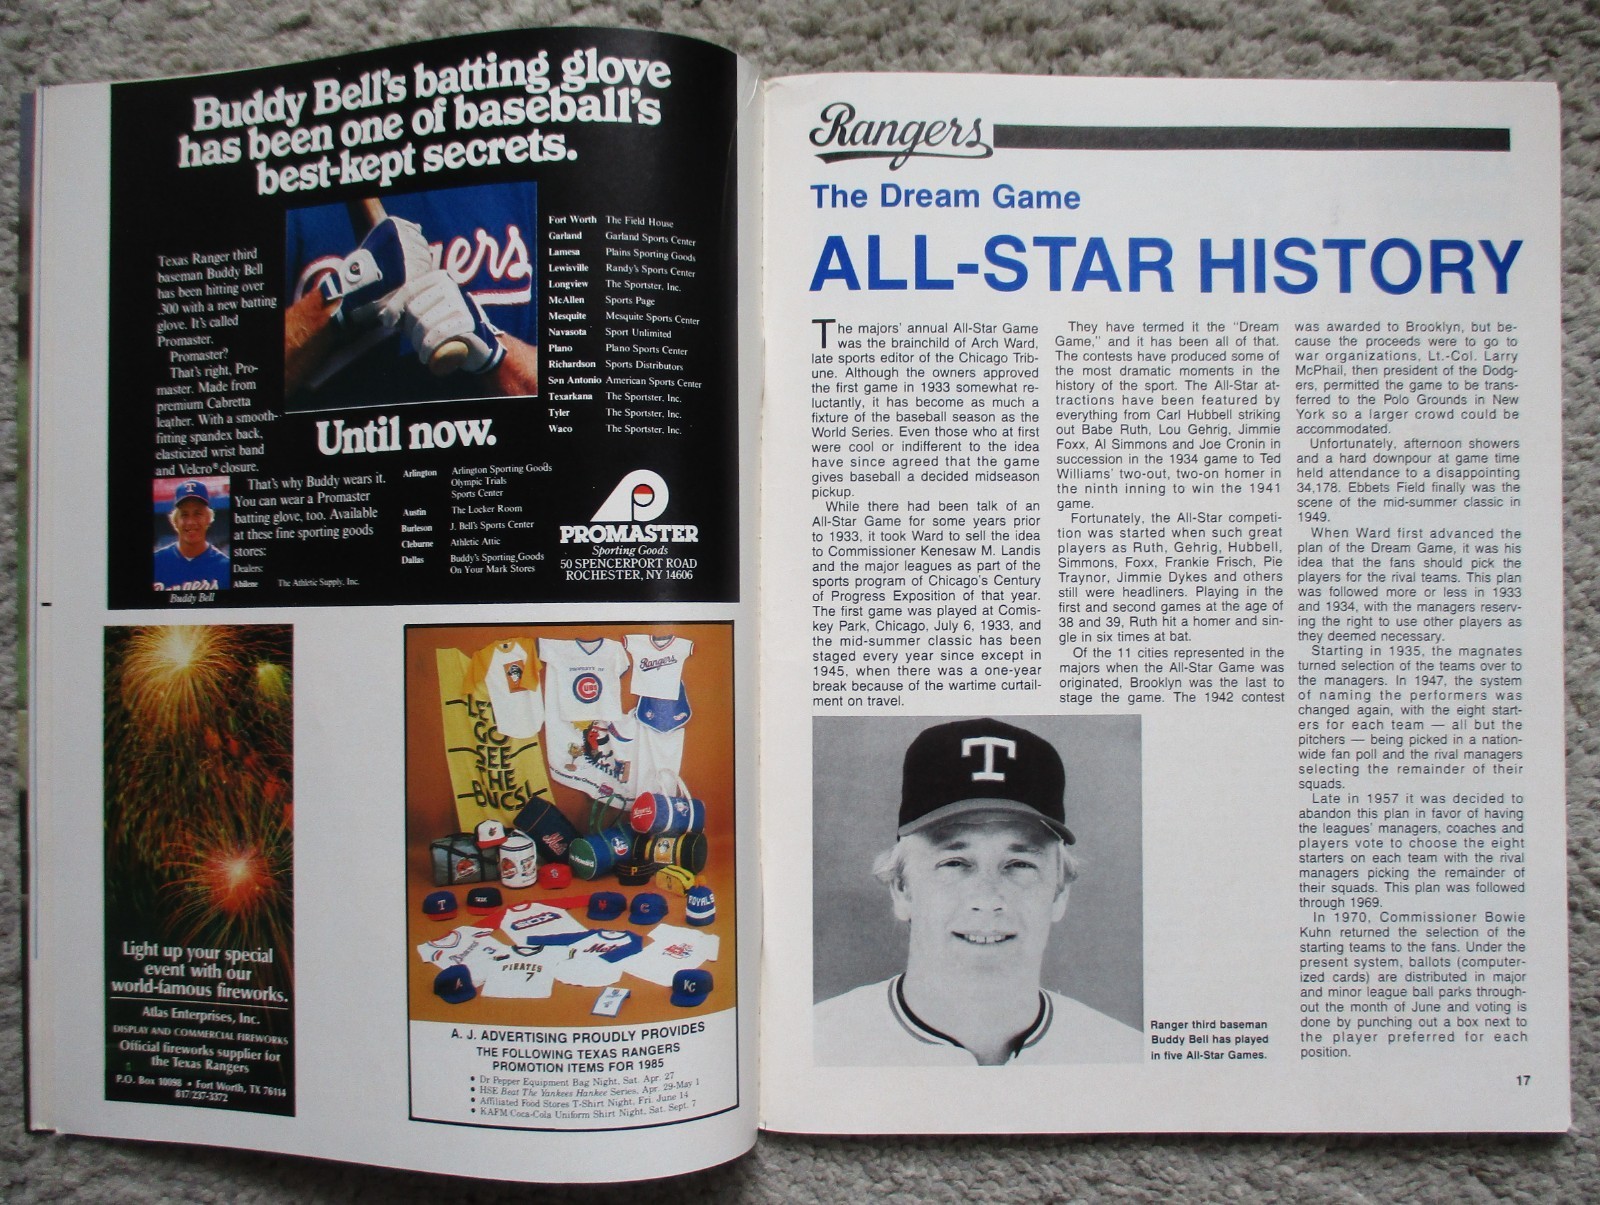 Buddy Bell's batting glove
has been one of baseball's
best-kept secrets.
Texas Ranger third
baseman Buddy Bell
has been hitting over
.300 with a new batting
glove. It's called
Promaster.
Promaster?
That's right, Pro-
master. Made from
premium Cabretta
leather. With a smooth-
fitting spandex back,
elasticized wrist band
and Velcro® closure.
That's why Buddy wears it.
You can wear a Promaster
batting glove, too. Available
at these fine sporting goods
stores:
Dealers:
Abilene The Athletic Supply, Inc.
Buddy Bell
Until now.
Arlington Arlington Sporting Goods
Olympic Trials
Sports Center
Austin The Locker Room
Burleson J. Bell's Sports Center
Cleburne Athletic Attic
Dallas Buddy's Sporting Goods
On Your Mark Stores
Fort Worth The Field House
Garland Garland Sports Center
Lamesa Plains Sporting Goods
Lewisville Randy's Sports Center
Longview The Sportster, Inc.
McAllen Sports Page
Mesquite Mesquite Sports Center
Navasota Sport Unlimited
Plano Plano Sports Center
Richardson Sports Distributors
San Antonio American Sports Center
Texarkana The Sportster, Inc.
Tyler The Sportster, Inc.
Waco The Sportster, Inc.
PROMASTER
Sporting Goods
50 SPENCERPORT ROAD
ROCHESTER, NY 14606
Light up your special
event with our
world-famous fireworks.
Atlas Enterprises, Inc.
DISPLAY AND COMMERCIAL FIREWORKS
Official fireworks supplier for
the Texas Rangers
P.O. Box 10098 • Fort Worth, TX 76114
817/237-3372
Rangers
CUBS
LET'S
GO
SEE
THE
BUCS!
Mets
ROYALS
SOX
Mets
PIRATES
7
KC
A. J. ADVERTISING PROUDLY PROVIDES
THE FOLLOWING TEXAS RANGERS
PROMOTION ITEMS FOR 1985
• Dr Pepper Equipment Bag Night, Sat. Apr. 27
• HSE Beat The Yankees Hankee Series, Apr. 29-May 1
• Affiliated Food Stores T-Shirt Night, Fri. June 14
• KAFM Coca-Cola Uniform Shirt Night, Sat. Sept. 7
Rangers
The Dream Game
ALL-STAR HISTORY
The majors' annual All-Star Game
was the brainchild of Arch Ward,
late sports editor of the Chicago Trib-
une. Although the owners approved
the first game in 1933 somewhat re-
luctantly, it has become as much a
fixture of the baseball season as the
World Series. Even those who at first
were cool or indifferent to the idea
have since agreed that the game
gives baseball a decided midseason
pickup.
While there had been talk of an
All-Star Game for some years prior
to 1933, it took Ward to sell the idea
to Commissioner Kenesaw M. Landis
and the major leagues as part of the
sports program of Chicago's Century
of Progress Exposition of that year.
The first game was played at Comis-
key Park, Chicago, July 6, 1933, and
the mid-summer classic has been
staged every year since except in
1945, when there was a one-year
break because of the wartime curtail-
ment on travel.
They have termed it the "Dream
Game," and it has been all of that.
The contests have produced some of
the most dramatic moments in the
history of the sport. The All-Star at-
tractions have been featured by
everything from Carl Hubbell striking
out Babe Ruth, Lou Gehrig, Jimmie
Foxx, Al Simmons and Joe Cronin in
succession in the 1934 game to Ted
Williams' two-out, two-on homer in
the ninth inning to win the 1941
game.
Fortunately, the All-Star competi-
tion was started when such great
players as Ruth, Gehrig, Hubbell,
Simmons, Foxx, Frankie Frisch, Pie
Traynor, Jimmie Dykes and others
still were headliners. Playing in the
first and second games at the age of
38 and 39, Ruth hit a homer and sin-
gle in six times at bat.
Of the 11 cities represented in the
majors when the All-Star Game was
originated, Brooklyn was the last to
stage the game. The 1942 contest
was awarded to Brooklyn, but be-
cause the proceeds were to go to
war organizations, Lt.-Col. Larry
McPhail, then president of the Dodg-
ers, permitted the game to be trans-
ferred to the Polo Grounds in New
York so a larger crowd could be
accommodated.
Unfortunately, afternoon showers
and a hard downpour at game time
held attendance to a disappointing
34,178. Ebbets Field finally was the
scene of the mid-summer classic in
1949.
When Ward first advanced the
plan of the Dream Game, it was his
idea that the fans should pick the
players for the rival teams. This plan
was followed more or less in 1933
and 1934, with the managers reserv-
ing the right to use other players as
they deemed necessary.
Starting in 1935, the magnates
turned selection of the teams over to
the managers. In 1947, the system
of naming the performers was
changed again, with the eight start-
ers for each team — all but the
pitchers — being picked in a nation-
wide fan poll and the rival managers
selecting the remainder of their
squads.
Late in 1957 it was decided to
abandon this plan in favor of having
the leagues' managers, coaches and
players vote to choose the eight
starters on each team with the rival
managers picking the remainder of
their squads. This plan was followed
through 1969.
In 1970, Commissioner Bowie
Kuhn returned the selection of the
starting teams to the fans. Under the
present system, ballots (computer-
ized cards) are distributed in major
and minor league ball parks through-
out the month of June and voting is
done by punching out a box next to
the player preferred for each
position.
T
Ranger third baseman
Buddy Bell has played
in five All-Star Games.
17